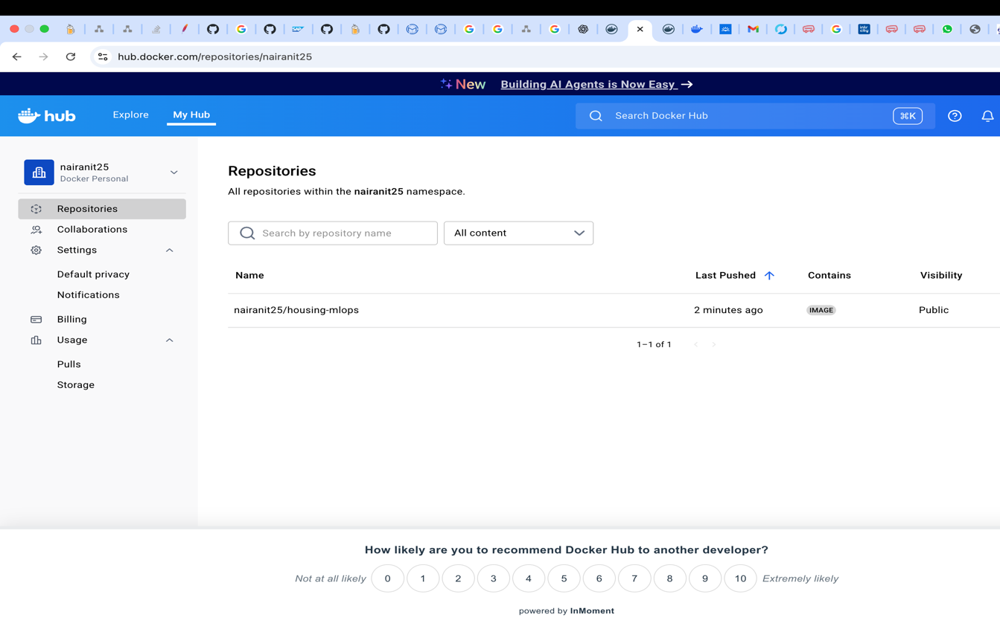 hub.docker.com/repositories/nairanit25
New Building AI Agents is Now Easy →
hub Explore My Hub Search Docker Hub ⌘K
nairanit25
Docker Personal
Repositories
Collaborations
Settings
Default privacy
Notifications
Billing
Usage
Pulls
Storage
Repositories
All repositories within the nairanit25 namespace.
Search by repository name All content
Name Last Pushed Contains Visibility
nairanit25/housing-mlops 2 minutes ago IMAGE Public
1–1 of 1
How likely are you to recommend Docker Hub to another developer?
Not at all likely 0 1 2 3 4 5 6 7 8 9 10 Extremely likely
powered by InMoment